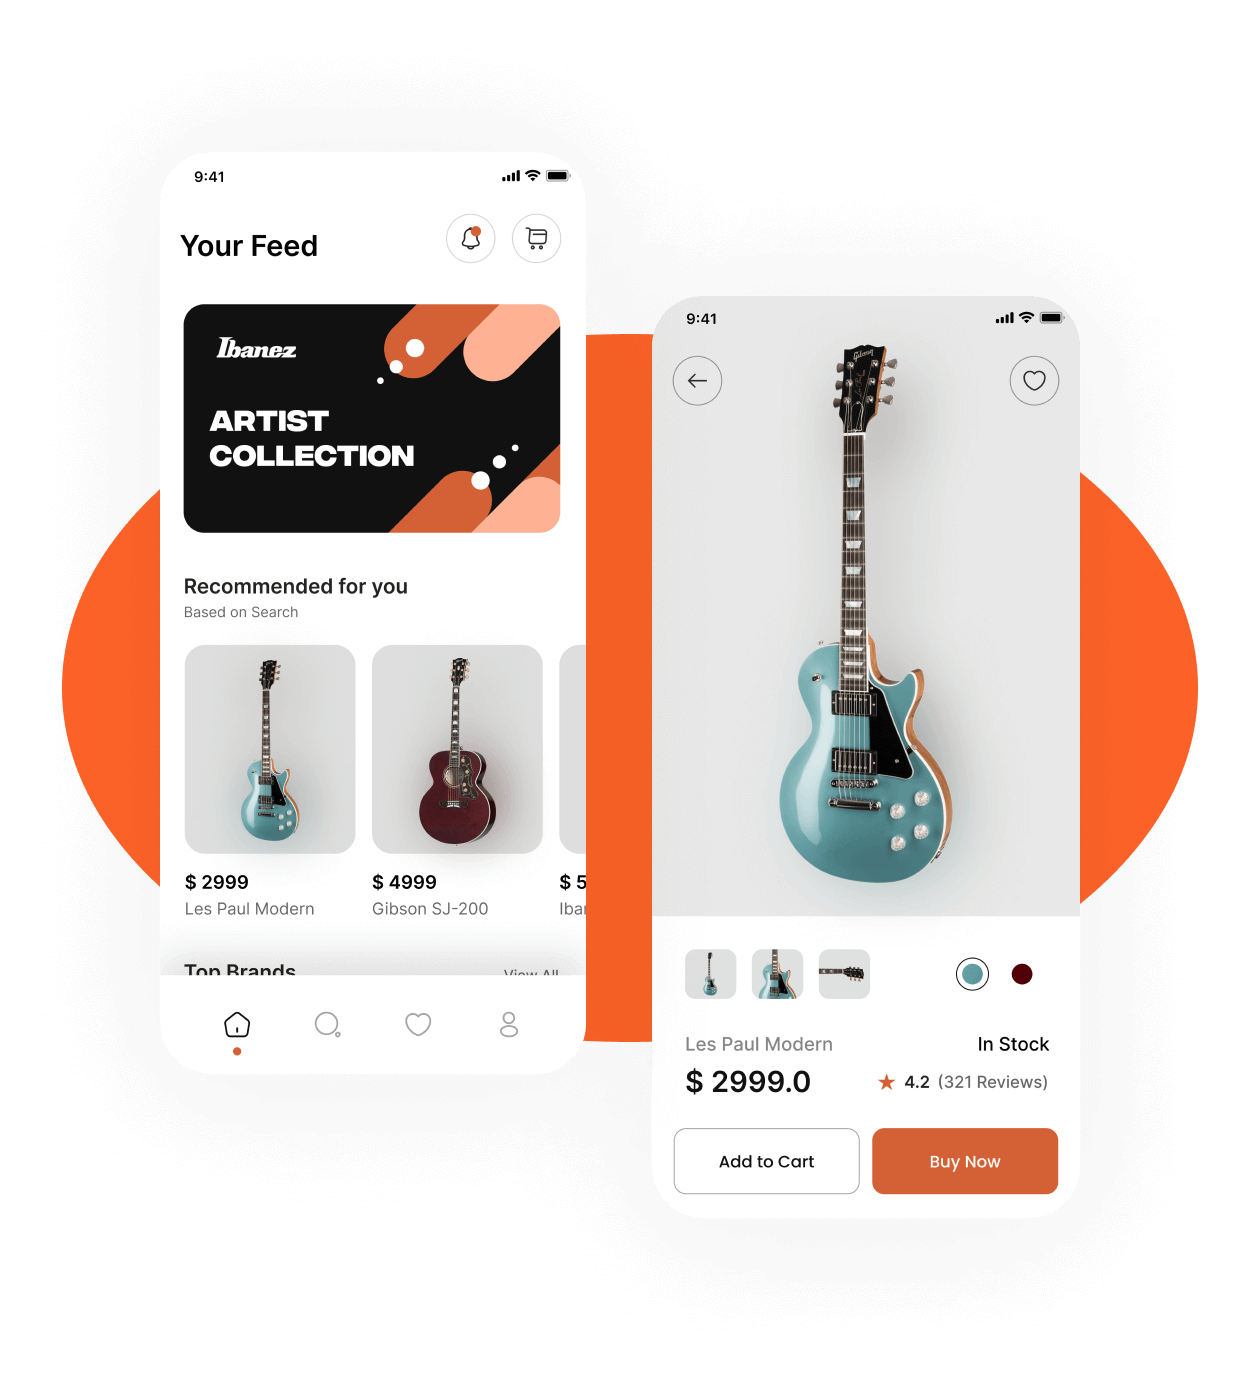 9:41
Your Feed
Ibanez
ARTIST
COLLECTION
Recommended for you
Based on Search
$ 2999
$ 4999
$ 5
Les Paul Modern
Gibson SJ-200
Iba
Top Brands
View All
9:41
Gibson
Les Paul Modern
In Stock
$ 2999.0
4.2 (321 Reviews)
Add to Cart
Buy Now